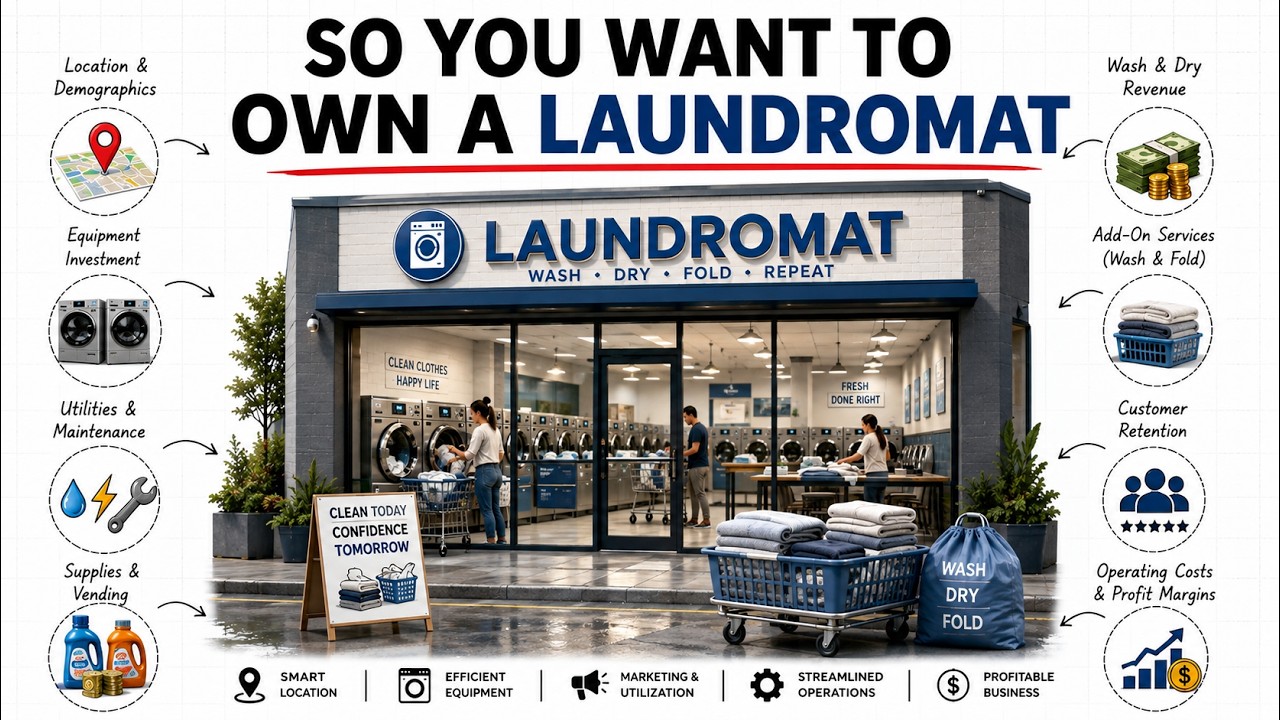 SO YOU WANT TO
OWN A LAUNDROMAT
Location &
Demographics
Equipment
Investment
Utilities &
Maintenance
Supplies &
Vending
Wash & Dry
Revenue
Add-On Services
(Wash & Fold)
Customer
Retention
Operating Costs
& Profit Margins
LAUNDROMAT
WASH • DRY • FOLD • REPEAT
CLEAN CLOTHES
HAPPY LIFE
FRESH
DONE RIGHT
CLEAN TODAY
CONFIDENCE
TOMORROW
WASH
DRY
FOLD
SMART
LOCATION
EFFICIENT
EQUIPMENT
MARKETING &
UTILIZATION
STREAMLINED
OPERATIONS
PROFITABLE
BUSINESS